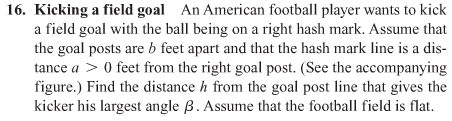 16. Kicking a field goal An American football player wants to kick
a field goal with the ball being on a right hash mark. Assume that
the goal posts are b feet apart and that the hash mark line is a dis-
tance a > 0 feet from the right goal post. (See the accompanying
figure.) Find the distance h from the goal post line that gives the
kicker his largest angle β. Assume that the football field is flat.